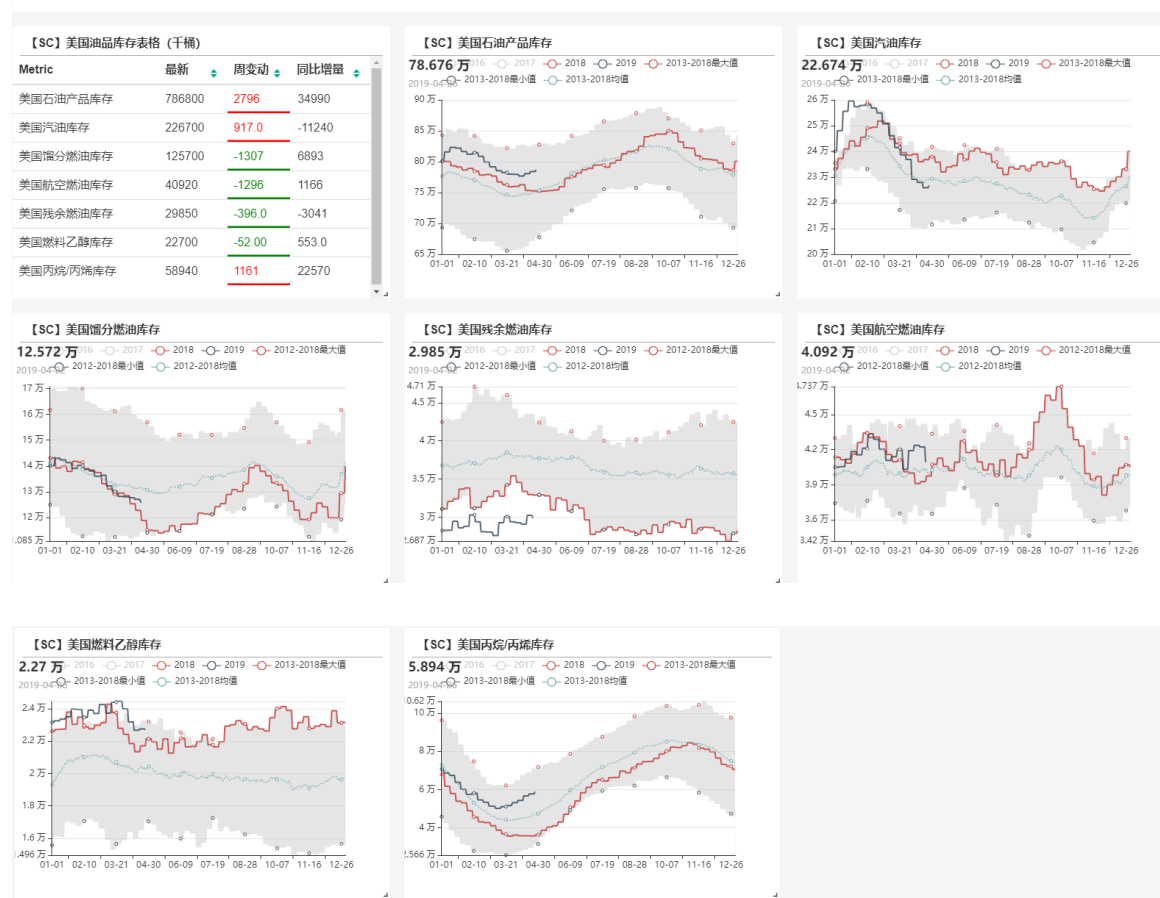 【SC】美国油品库存表格（千桶）
Metric 最新 周变动 同比增量
美国石油产品库存 786800 2796 34990
美国汽油库存 226700 917.0 -11240
美国馏分燃油库存 125700 -1307 6893
美国航空燃油库存 40920 -1296 1166
美国残余燃油库存 29850 -396.0 -3041
美国燃料乙醇库存 22700 -52.00 553.0
美国丙烷/丙烯库存 58940 1161 22570
【SC】美国石油产品库存
78.676 万
2017 2018 2019 2013-2018最大值
2013-2018最小值 2013-2018均值
90 万
85 万
80 万
75 万
70 万
65 万
01-01 02-10 03-21 04-30 06-09 07-19 08-28 10-07 11-16 12-26
【SC】美国汽油库存
22.674 万
2017 2018 2019 2013-2018最大值
2013-2018最小值 2013-2018均值
26 万
25 万
24 万
23 万
22 万
21 万
20 万
01-01 02-10 03-21 04-30 06-09 07-19 08-28 10-07 11-16 12-26
【SC】美国馏分燃油库存
12.572 万
2017 2018 2019 2012-2018最大值
2012-2018最小值 2012-2018均值
17 万
16 万
15 万
14 万
13 万
12 万
.085 万
01-01 02-10 03-21 04-30 06-09 07-19 08-28 10-07 11-16 12-26
【SC】美国残余燃油库存
2.985 万
2017 2018 2019 2012-2018最大值
2012-2018最小值 2012-2018均值
4.71 万
4.5 万
4 万
3.5 万
3 万
2.687 万
01-01 02-10 03-21 04-30 06-09 07-19 08-28 10-07 11-16 12-26
【SC】美国航空燃油库存
4.092 万
2017 2018 2019 2012-2018最大值
2012-2018最小值 2012-2018均值
.737 万
4.5 万
4.2 万
3.9 万
3.6 万
3.42 万
01-01 02-10 03-21 04-30 06-09 07-19 08-28 10-07 11-16 12-26
【SC】美国燃料乙醇库存
2.27 万
2016 2017 2018 2019 2013-2018最大值
2013-2018最小值 2013-2018均值
2.4 万
2.2 万
2 万
1.8 万
1.6 万
.496 万
01-01 02-10 03-21 04-30 06-09 07-19 08-28 10-07 11-16 12-26
【SC】美国丙烷/丙烯库存
5.894 万
2016 2017 2018 2019 2013-2018最大值
2013-2018最小值 2013-2018均值
0.62 万
10 万
8 万
6 万
4 万
2.566 万
01-01 02-10 03-21 04-30 06-09 07-19 08-28 10-07 11-16 12-26